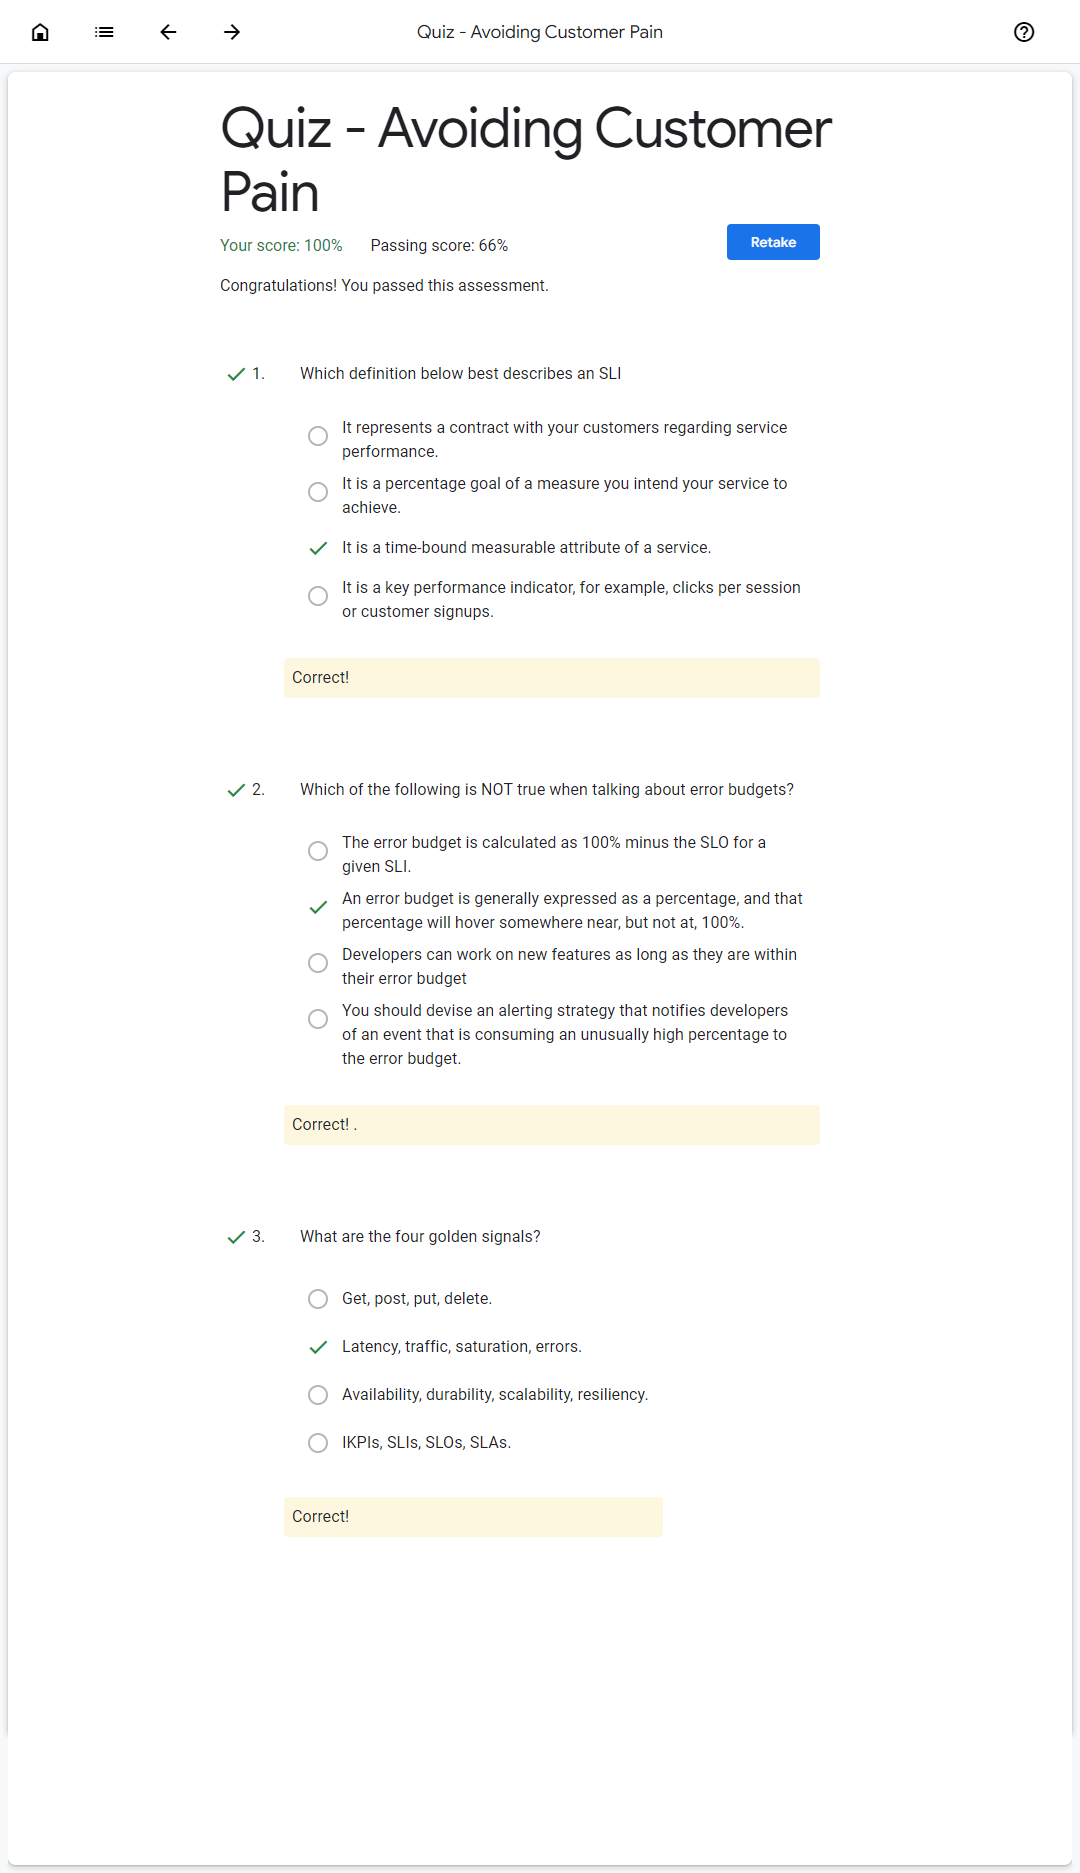 Quiz - Avoiding Customer Pain
Quiz - Avoiding Customer
Pain
Your score: 100% Passing score: 66%
Retake
Congratulations! You passed this assessment.
1. Which definition below best describes an SLI
It represents a contract with your customers regarding service
performance.
It is a percentage goal of a measure you intend your service to
achieve.
It is a time-bound measurable attribute of a service.
It is a key performance indicator, for example, clicks per session
or customer signups.
Correct!
2. Which of the following is NOT true when talking about error budgets?
The error budget is calculated as 100% minus the SLO for a
given SLI.
An error budget is generally expressed as a percentage, and that
percentage will hover somewhere near, but not at, 100%.
Developers can work on new features as long as they are within
their error budget
You should devise an alerting strategy that notifies developers
of an event that is consuming an unusually high percentage to
the error budget.
Correct! .
3. What are the four golden signals?
Get, post, put, delete.
Latency, traffic, saturation, errors.
Availability, durability, scalability, resiliency.
IKPIs, SLIs, SLOs, SLAs.
Correct!